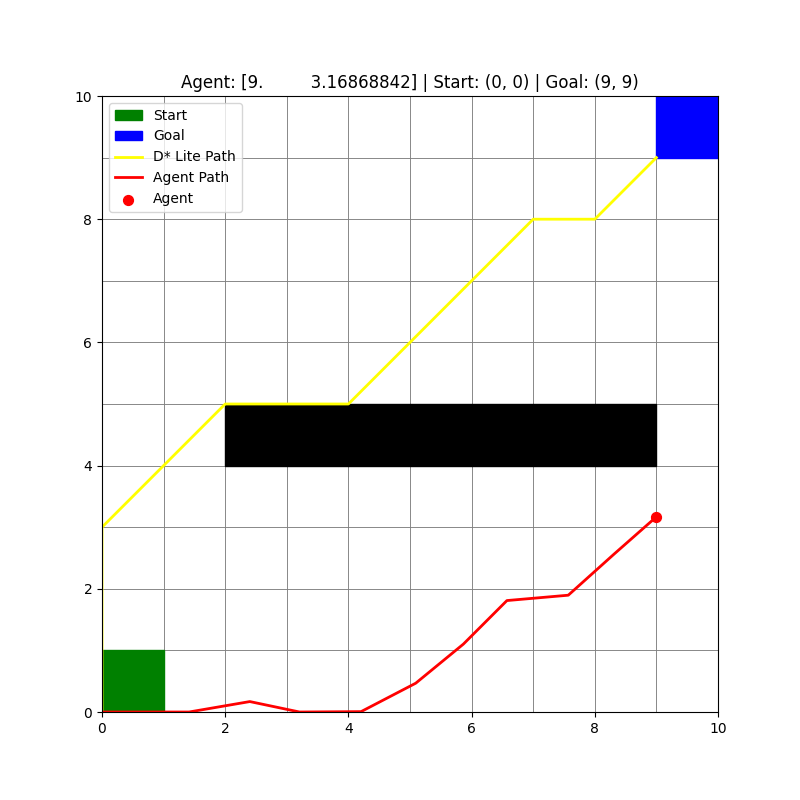 Agent: [9.         3.16868842] | Start: (0, 0) | Goal: (9, 9)
Start
Goal
D* Lite Path
Agent Path
Agent
10
8
6
4
2
0
0 2 4 6 8 10